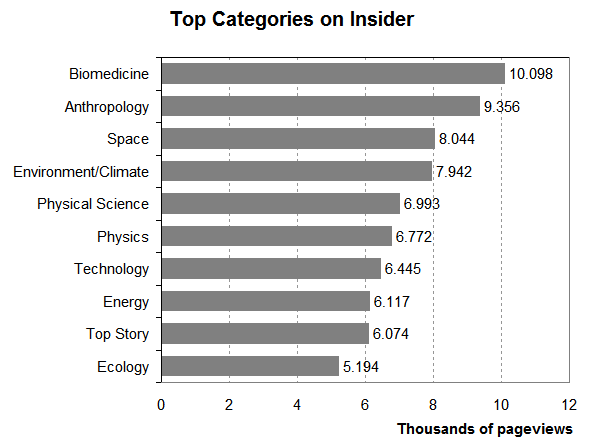 Top Categories on Insider
Biomedicine 10.098
Anthropology 9.356
Space 8.044
Environment/Climate 7.942
Physical Science 6.993
Physics 6.772
Technology 6.445
Energy 6.117
Top Story 6.074
Ecology 5.194
0 2 4 6 8 10 12
Thousands of pageviews